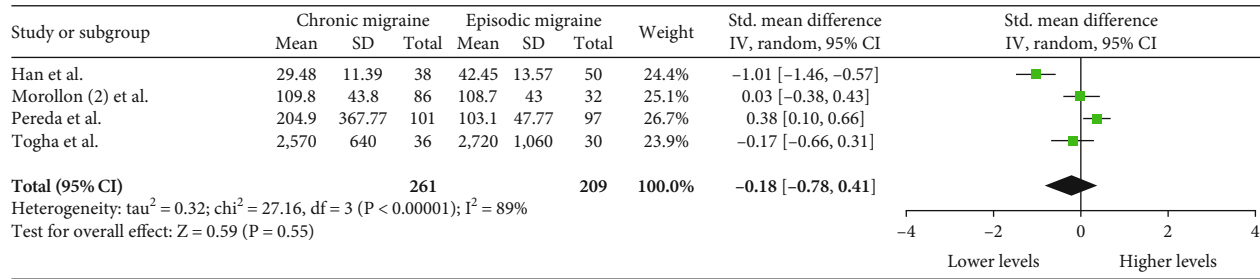 Study or subgroup Chronic migraine Episodic migraine Weight Std. mean difference Std. mean difference
Mean SD Total Mean SD Total IV, random, 95% CI IV, random, 95% CI
Han et al. 29.48 11.39 38 42.45 13.57 50 24.4% –1.01 [–1.46, –0.57]
Morollon (2) et al. 109.8 43.8 86 108.7 43 32 25.1% 0.03 [–0.38, 0.43]
Pereda et al. 204.9 367.77 101 103.1 47.77 97 26.7% 0.38 [0.10, 0.66]
Togha et al. 2,570 640 36 2,720 1,060 30 23.9% –0.17 [–0.66, 0.31]
Total (95% CI) 261 209 100.0% –0.18 [–0.78, 0.41]
Heterogeneity: tau² = 0.32; chi² = 27.16, df = 3 (P < 0.00001); I² = 89%
Test for overall effect: Z = 0.59 (P = 0.55)
–4 –2 0 2 4
Lower levels Higher levels